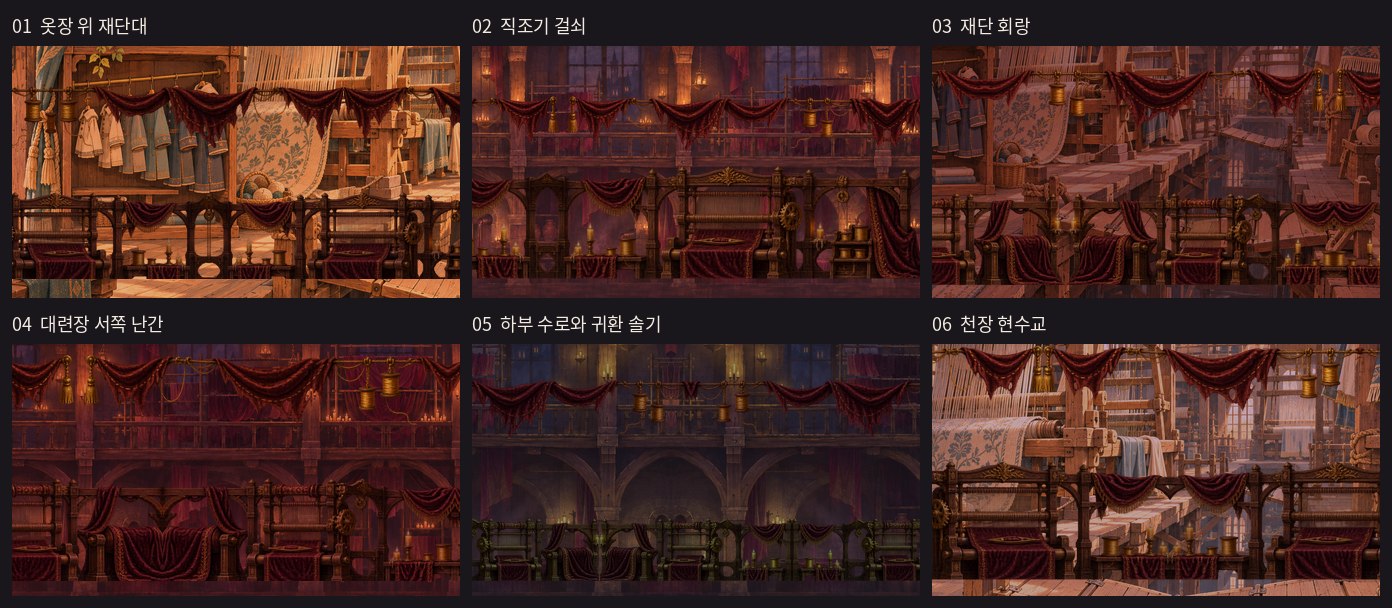 01 옷장 위 재단대
02 직조기 걸쇠
03 재단 회랑
04 대련장 서쪽 난간
05 하부 수로와 귀환 솔기
06 천장 현수교